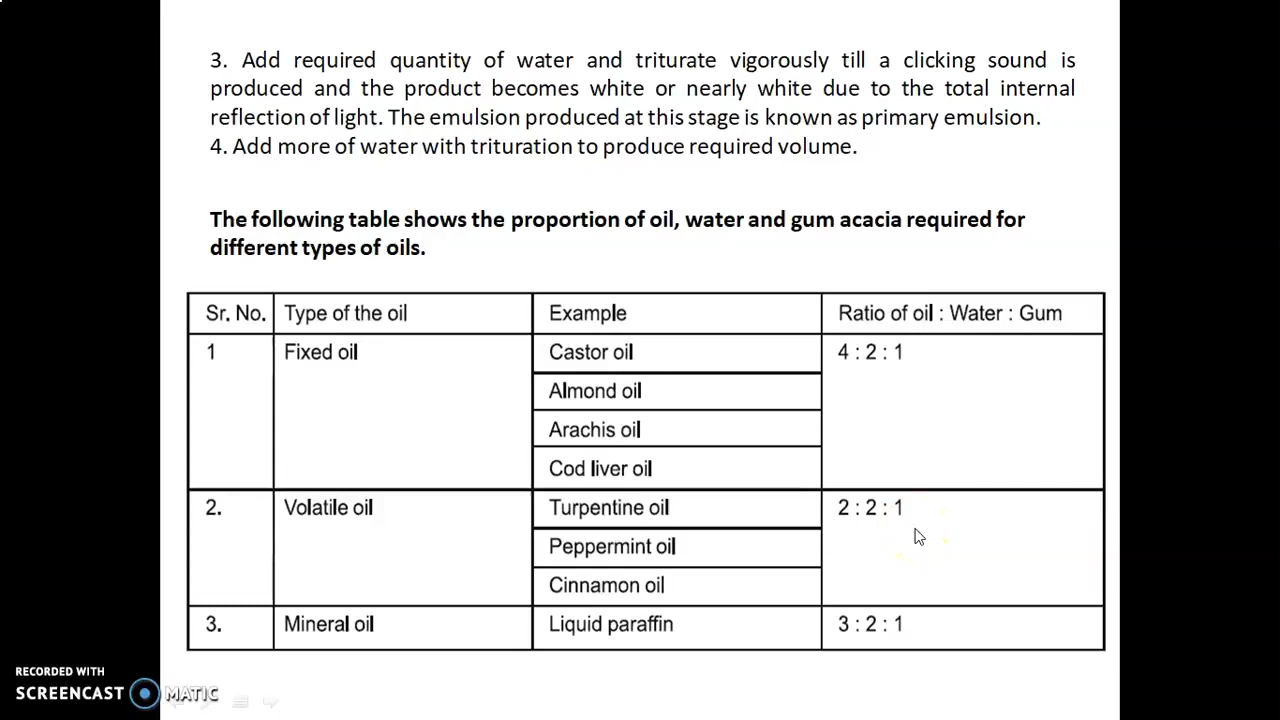 3. Add required quantity of water and triturate vigorously till a clicking sound is
produced and the product becomes white or nearly white due to the total internal
reflection of light. The emulsion produced at this stage is known as primary emulsion.
4. Add more of water with trituration to produce required volume.
The following table shows the proportion of oil, water and gum acacia required for
different types of oils.
Sr. No. Type of the oil Example Ratio of oil : Water : Gum
1 Fixed oil Castor oil 4 : 2 : 1
Almond oil
Arachis oil
Cod liver oil
2. Volatile oil Turpentine oil 2 : 2 : 1
Peppermint oil
Cinnamon oil
3. Mineral oil Liquid paraffin 3 : 2 : 1
RECORDED WITH
SCREENCAST MATIC